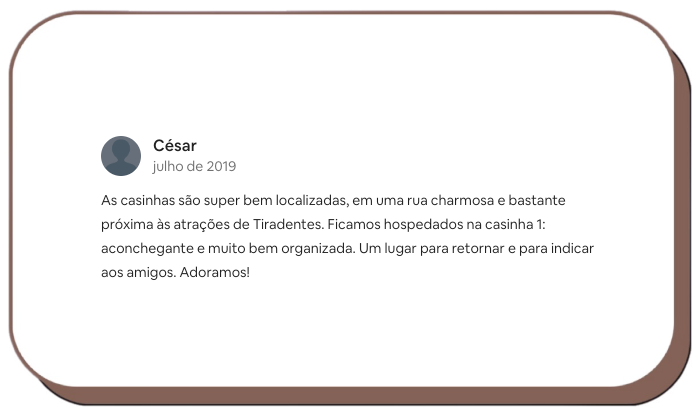 César
julho de 2019
As casinhas são super bem localizadas, em uma rua charmosa e bastante
próxima às atrações de Tiradentes. Ficamos hospedados na casinha 1:
aconchegante e muito bem organizada. Um lugar para retornar e para indicar
aos amigos. Adoramos!